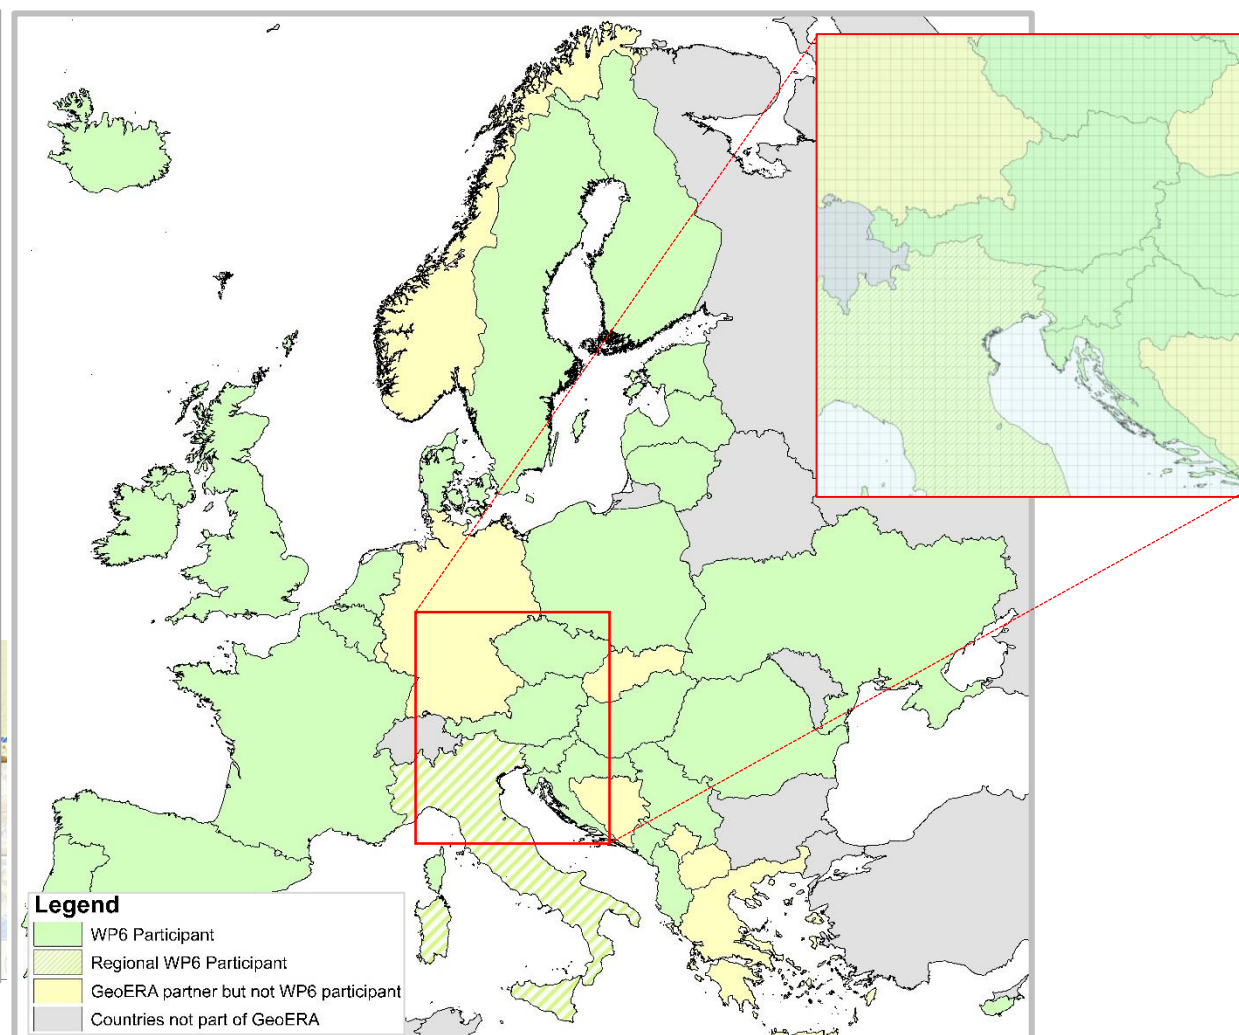 Legend
WP6 Participant
Regional WP6 Participant
GeoERA partner but not WP6 participant
Countries not part of GeoERA